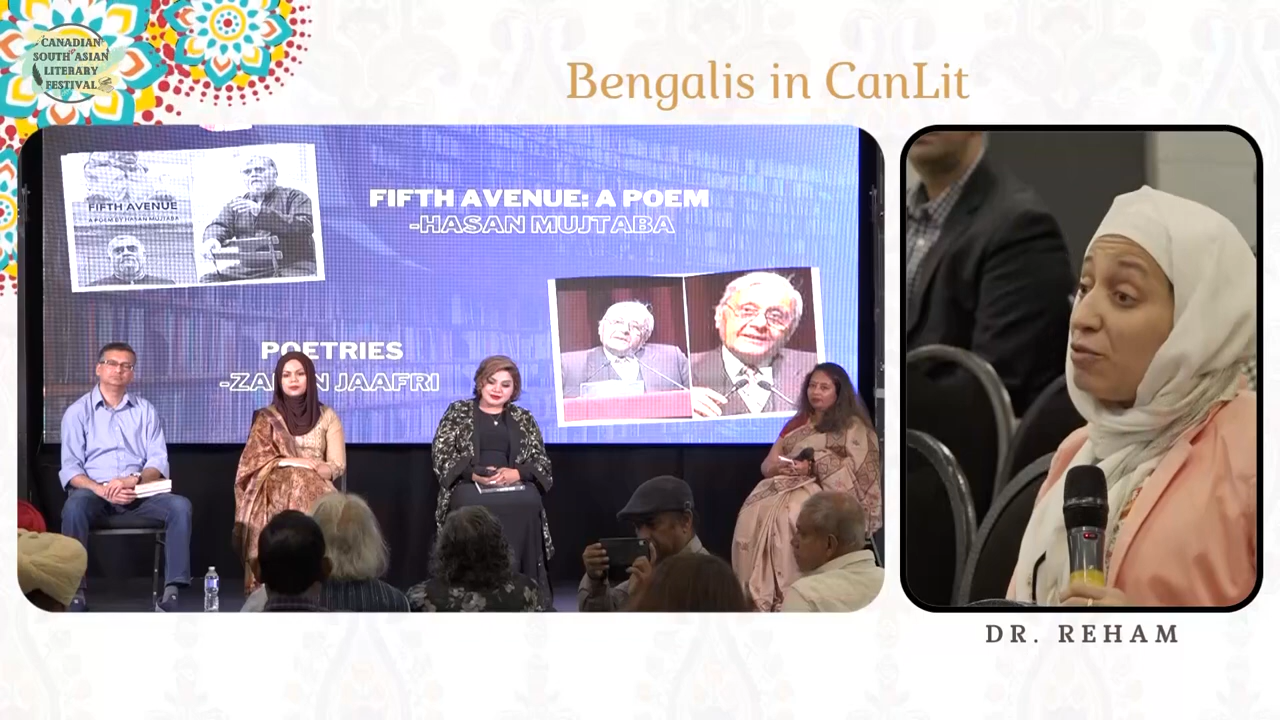 CANADIAN
SOUTH ASIAN
LITERARY
FESTIVAL
Bengalis in CanLit
FIFTH AVENUE
A POEM BY HASAN MUJTABA
FIFTH AVENUE: A POEM
-HASAN MUJTABA
POETRIES
JAAFRI
DR. REHAM